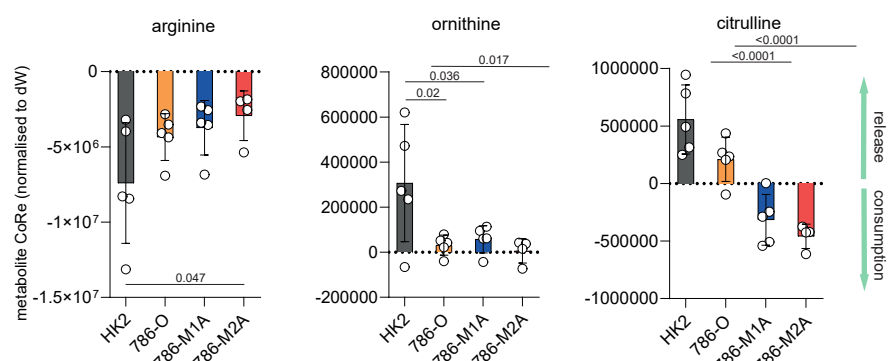 arginine
ornithine
citrulline
metabolite CoRe (normalised to dW)
0
-5×10⁶
-1×10⁷
-1.5×10⁷
0.047
HK2
786-O
786-M1A
786-M2A
800000
600000
400000
200000
0
-200000
0.017
0.036
0.02
HK2
786-O
786-M1A
786-M2A
1000000
500000
0
-500000
-1000000
<0.0001
<0.0001
HK2
786-O
786-M1A
786-M2A
release
consumption